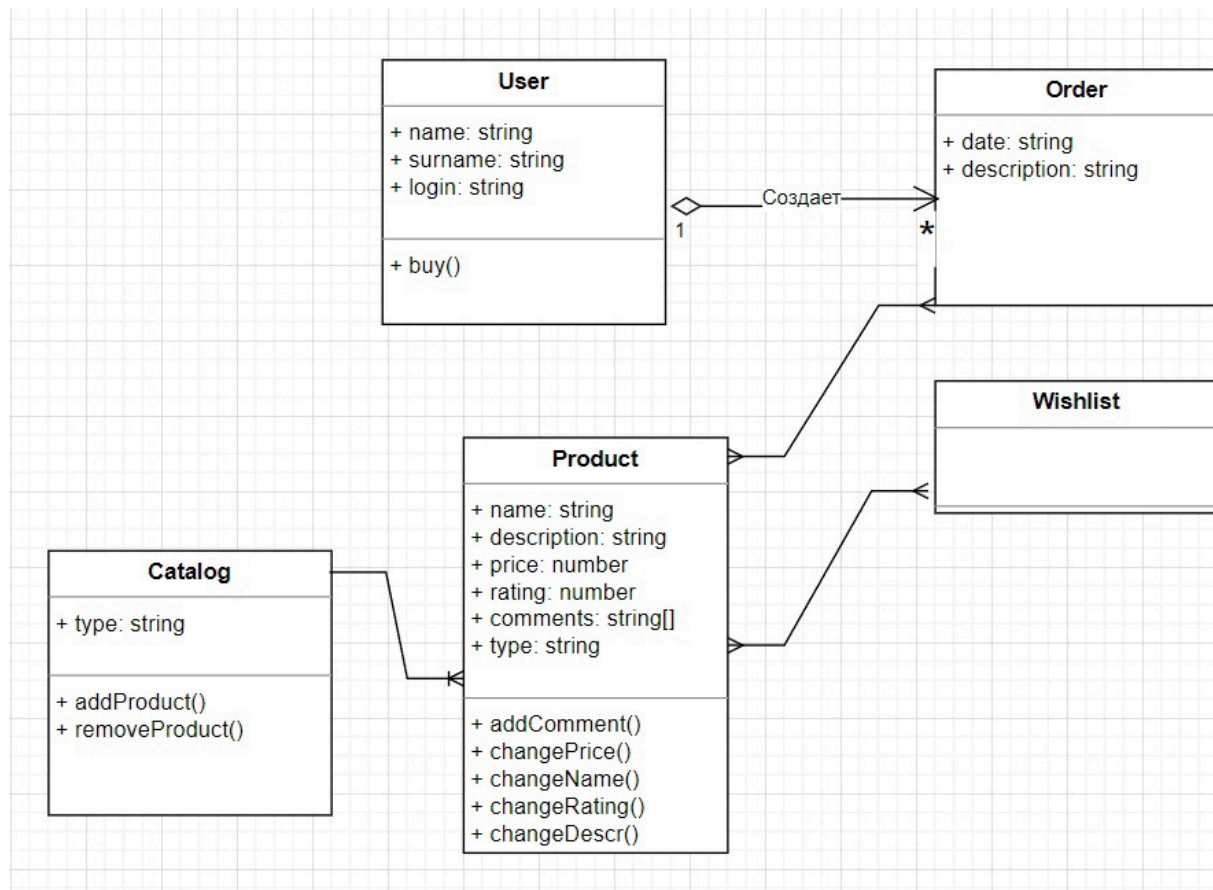 User
+ name: string
+ surname: string
+ login: string
+ buy()
Создает
1
*
Order
+ date: string
+ description: string
Wishlist
Product
+ name: string
+ description: string
+ price: number
+ rating: number
+ comments: string[]
+ type: string
+ addComment()
+ changePrice()
+ changeName()
+ changeRating()
+ changeDescr()
Catalog
+ type: string
+ addProduct()
+ removeProduct()